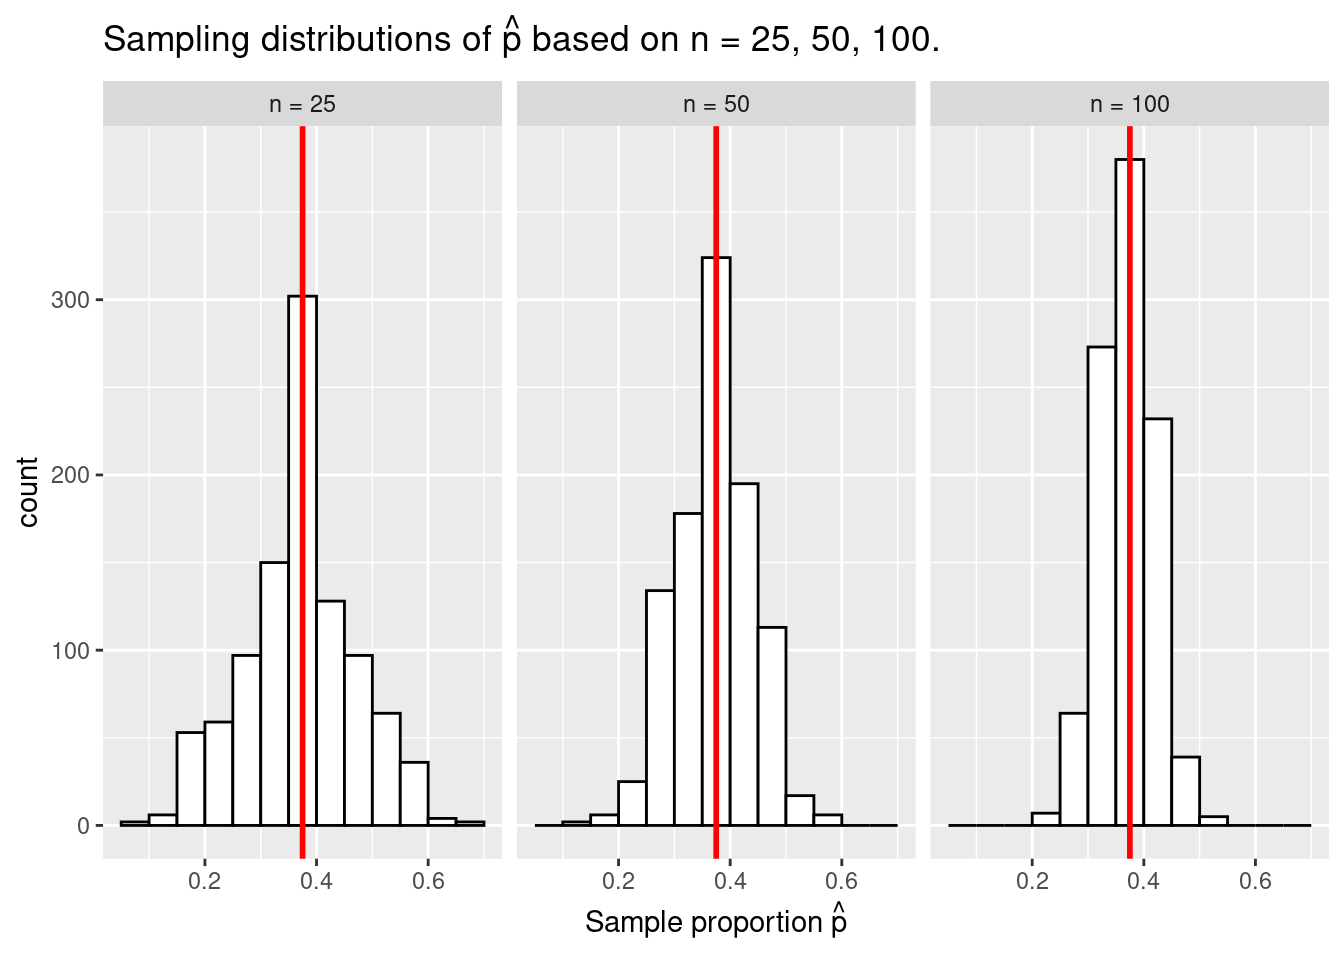 Sampling distributions of p̂ based on n = 25, 50, 100.
n = 25
n = 50
n = 100
300
200
100
0
count
0.2 0.4 0.6
0.2 0.4 0.6
0.2 0.4 0.6
Sample proportion p̂